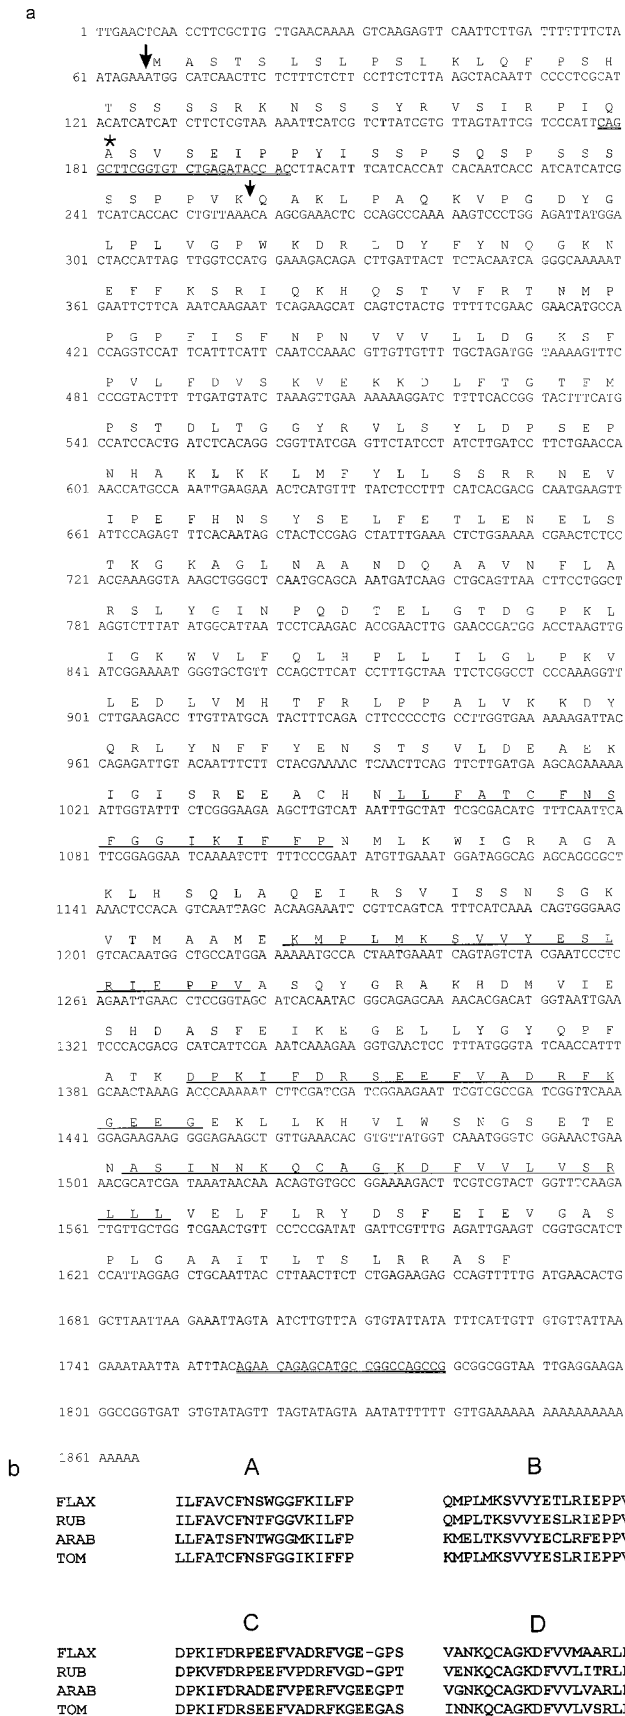 a
1 TTGAACTCAA CCTTCGCTTG TTGAACAAAA GTCAAGAGTT CAATTCTTGA TTTTTTTCTA
M A S T S L S L P S L K L Q F P S H
61 ATAGAAATGG CATCAACTTC TCTTTCTCTT CCTTCTCTTA AGCTACAATT CCCCTCGCAT
T S S S S R K N S S S Y R V S I R P I Q
121 ACATCATCAT CTTCTCGTAA AAATTCATCG TCTTATCGTG TTAGTATTCG TCCCATTCAG
*
A S V S E I P P Y I S S P S Q S P S S S
181 GCTTCGGTGT CTGAGATACC ACCTTACATT TCATCACCAT CACAATCACC ATCATCATCG
S S P P V K Q A K L P A Q K V P G D Y G
241 TCATCACCAC CTGTTAAACA AGCGAAACTC CCAGCCCAAA AAGTCCCTGG AGATTATGGA
L P L V G P W K D R L D Y F Y N Q G K N
301 CTACCATTAG TTGGTCCATG GAAAGACAGA CTTGATTACT TCTACAATCA GGGCAAAAAT
E F F K S R I Q K H Q S T V F R T N M P
361 GAATTCTTCA AATCAAGAAT TCAGAAGCAT CAGTCTACTG TTTTTCGAAC GAACATGCCA
P G P F I S F N P N V V V L L D G K S F
421 CCAGGTCCAT TCATTTCATT CAATCCAAAC GTTGTTGTTT TGCTAGATGG TAAAAGTTTC
P V L F D V S K V E K K D L F T G T F M
481 CCCGTACTTT TTGATGTATC TAAAGTTGAA AAAAAGGATC TTTTCACCGG TACTTTCATG
P S T D L T G G Y R V L S Y L D P S E P
541 CCATCCACTG ATCTCACAGG CGGTTATCGA GTTCTATCCT ATCTTGATCC TTCTGAACCA
N H A K L K K L M F Y L L S S R R N E V
601 AACCATGCCA AATTGAAGAA ACTCATGTTT TATCTCCTTT CATCACGACG CAATGAAGTT
I P E F H N S Y S E L F E T L E N E L S
661 ATTCCAGAGT TTCACAATAG CTACTCCGAG CTATTTGAAA CTCTGGAAAA CGAACTCTCC
T K G K A G L N A A N D Q A A V N F L A
721 ACGAAAGGTA AAGCTGGGCT CAATGCAGCA AATGATCAAG CTGCAGTTAA CTTCCTGGCT
R S L Y G I N P Q D T E L G T D G P K L
781 AGGTCTTTAT ATGGCATTAA TCCTCAAGAC ACCGAACTTG GAACCGATGG ACCTAAGTTG
I G K W V L F Q L H P L L I L G L P K V
841 ATCGGAAAAT GGGTGCTGTT CCAGCTTCAT CCTTTGCTAA TTCTCGGCCT CCCAAAGGTT
L E D L V M H T F R L P P A L V K K D Y
901 CTTGAAGACC TTGTTATGCA TACTTTCAGA CTTCCCCCTG CCTTGGTGAA AAAAGATTAC
Q R L Y N F F Y E N S T S V L D E A E K
961 CAGAGATTGT ACAATTTCTT CTACGAAAAC TCAACTTCAG TTCTTGATGA AGCAGAAAAA
I G I S R E E A C H N L L F A T C F N S
1021 ATTGGTATTT CTCGGGAAGA AGCTTGTCAT AATTTGCTAT TCGCGACATG TTTCAATTCA
F G G I K I F F P N M L K W I G R A G A
1081 TTCGGAGGAA TCAAAATCTT TTTCCCGAAT ATGTTGAAAT GGATAGGCAG AGCAGGGGCT
K L H S Q L A Q E I R S V I S S N S G K
1141 AAACTCCACA GTCAATTAGC ACAAGAAATT CGTTCAGTCA TTTCATCAAA CAGTGGGAAG
V T M A A M E K M P L M K S V V Y E S L
1201 GTCACAATGG CTGCCATGGA AAAAATGCCA CTAATGAAAT CAGTAGTCTA CGAATCCCTC
R I E P P V A S Q Y G R A K H D M V I E
1261 AGAATTGAAC CTCCGGTAGC ATCACAATAC GGCAGAGCAA AACACGACAT GGTAATTGAA
S H D A S F E I K E G E L L Y G Y Q P F
1321 TCCCACGACG CATCATTCGA AATCAAAGAA GGTGAACTCC TTTATGGGTA TCAACCATTT
A T K D P K I F D R S E E F V A D R F K
1381 GCAACTAAAG ACCCAAAAAT CTTCGATCGA TCGGAAGAAT TCGTCGCCGA TCGGTTCAAA
G E E G E K L L K H V I W S N G S E T E
1441 GGAGAAGAAGG GGAGAAGCT GTTGAAACAC GTGTTATGGT CAAATGGGTC GGAAACTGAA
N A S I N N K Q C A G K D F V V L V S R
1501 AACGCATCGA TAAATAACAA ACAGTGTGCC GGAAAAGACT TCGTCGTACT GGTTTCAAGA
L L L V E L F L R Y D S F E I E V G A S
1561 TTGTTGCTGG TCGAACTGTT CCTCCGATAT GATTCGTTTG AGATTGAAGT CGGTGCATCT
P L G A A I T L T S L R R A S F
1621 CCATTAGGAG CTGCAATTAC CCTTAACTTCT CTGAGAAGAG CCAGTTTTTG ATGAACACTG
1681 GCTTAATTAA GAAATTAGTA ATCTTGTTTA GTGTATTATA TTTCATTGTT GTGTTATTAA
1741 GAAATAATTA AATTTACAGAAC CAGAGCATGC CGGCCAGCCG GCGGCGGTAA TTGAGGAAGA
1801 GGCCGGTGAT GTGTATAGTT TAGTATAGTA AATATTTTTT GTTGAAAAAA AAAAAAAAAA
1861 AAAAA
b
A B
FLAX ILFAVCFNSWGGFKILFP QMPLMKSVVYETLRIEPPV
RUB ILFAVCFNTFGGVKILFP QMPLTKSVVYESLRIEPPV
ARAB LLFATSFNTWGGMKILFP KMELTKSVVYECLRFEPPV
TOM LLFATCFNSFGGIKIFFP KMPLMKSVVYESLRIEPPV
C D
FLAX DPKIFDRPEEFVADRFVGE-GPS VANKQCAGKDFVVMAARLL
RUB DPKVFDRPEEFVPDRFVGD-GPT VENKQCAGKDFVVLITRLL
ARAB DPKIFDRADEFVPERFVGEEGPT VGNKQCAGKDFVVLVARLL
TOM DPKIFDRSEEFVADRFKGEEGAS INNKQCAGKDFVVLVSRLL